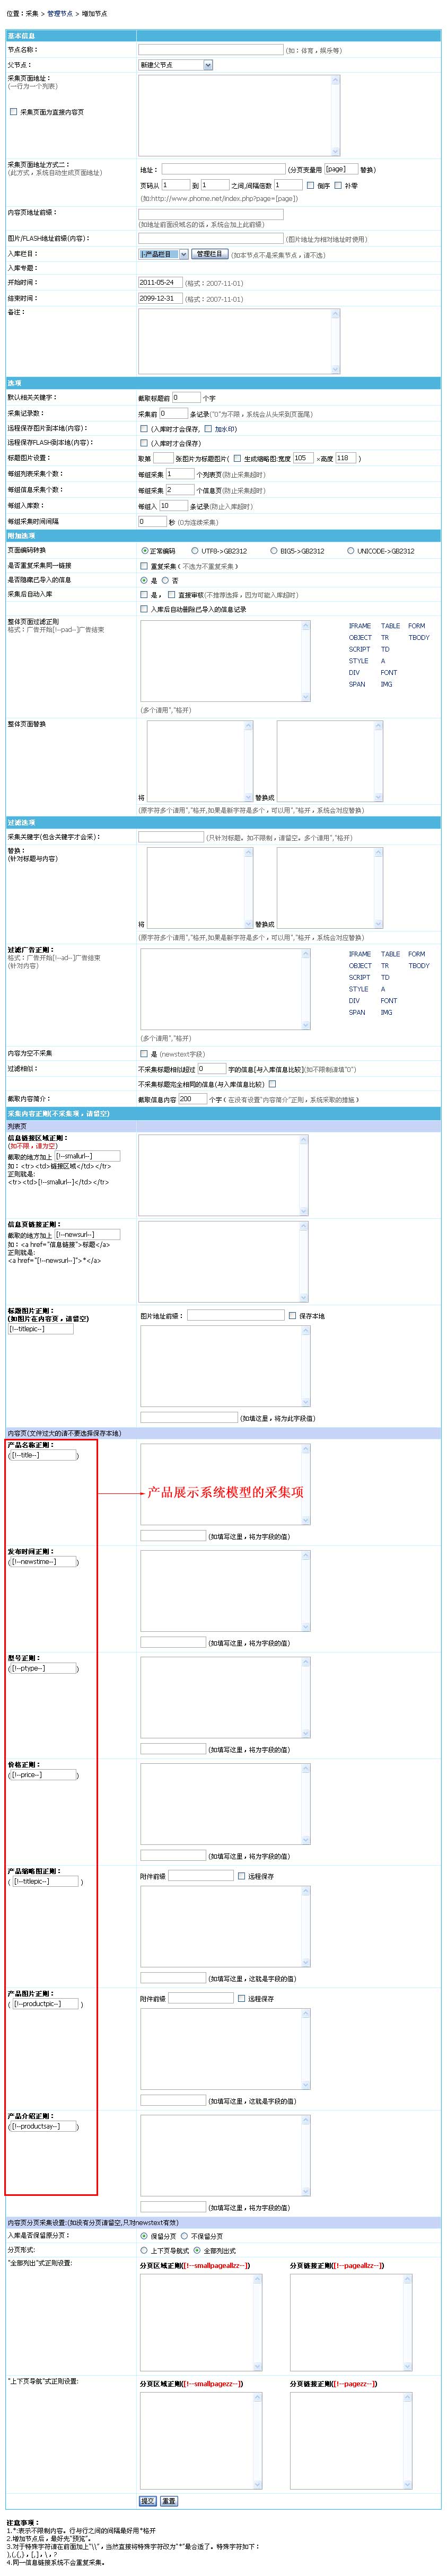 位置：采集 > 管理节点 > 增加节点
基本信息
节点名称： (如：体育，娱乐等)
父节点： 新建父节点
采集页面地址：
(一行为一个列表)
采集页面为直接内容页
采集页面地址方式二：
(此方式，系统自动生成页面地址)
地址： (分页变量用 [page] 替换)
页码从 1 到 1 之间,间隔倍数 1 倒序 补零
(如:http://www.phome.net/index.php?page=[page])
内容页地址前缀：
(如地址前面没域名的话，系统会加上此前缀)
图片/FLASH地址前缀(内容)： (图片地址为相对地址时使用)
入库栏目： |-产品栏目 管理栏目 (如本节点不是采集节点，请不选)
入库专题：
开始时间： 2011-05-24 (格式：2007-11-01)
结束时间： 2099-12-31 (格式：2007-11-01)
备注：
选项
默认相关关键字： 截取标题前 0 个字
采集记录数： 采集前 0 条记录("0"为不限，系统会从头采到页面尾)
远程保存图片到本地(内容)： (入库时才会保存, 加水印)
远程保存FLASH到本地(内容)： (入库时才会保存)
标题图片设置： 取第 张图片为标题图片( 生成缩略图:宽度 105 ×高度 118 )
每组列表采集个数： 每组采集 1 个列表页(防止采集超时)
每组信息采集个数： 每组采集 2 个信息页(防止采集超时)
每组入库数： 每组入 10 条记录(防止入库超时)
每组采集时间间隔 0 秒 (0为连续采集)
附加选项
页面编码转换 正常编码 UTF8->GB2312 BIG5->GB2312 UNICODE->GB2312
是否重复采集同一链接 重复采集（不选为不重复采集）
是否隐藏已导入的信息 是 否
采集后自动入库 是， 直接审核(不推荐选择，因为可能入库超时)
入库后自动删除已导入的信息记录
整体页面过滤正则
格式：广告开始[!--pad--]广告结束
IFRAME TABLE FORM
OBJECT TR TBODY
SCRIPT TD
STYLE A
DIV FONT
SPAN IMG
(多个请用","格开)
整体页面替换
将 替换成
(原字符多个请用","格开,如果是新字符是多个，可以用","格开，系统会对应替换)
过滤选项
采集关键字(包含关键字才会采)： (只针对标题。如不限制，请留空。多个请用","格开)
替换：
(针对标题与内容)
将 替换成
(原字符多个请用","格开,如果是新字符是多个，可以用","格开，系统会对应替换)
过滤广告正则：
格式：广告开始[!--ad--]广告结束
(针对内容)
IFRAME TABLE FORM
OBJECT TR TBODY
SCRIPT TD
STYLE A
DIV FONT
SPAN IMG
(多个请用","格开)
内容为空不采集 是 (newstext字段)
过滤相似： 不采集标题相似超过 0 字的信息[与入库信息比较](如不限制请填"0")
不采集标题完全相同的信息(与入库信息比较)
截取内容简介： 截取信息内容 200 个字（在没有设置"内容简介"正则，系统采取的措施）
采集内容正则(不采集项，请留空)
列表页
信息链接区域正则：
(如不限，请为空)
截取的地方加上 [!--smallurl--]
如：<tr><td>链接区域</td></tr>
正则就是:
<tr><td>[!--smallurl--]</td></tr>
信息页链接正则：
截取的地方加上 [!--newsurl--]
如：<a href="信息链接">标题</a>
正则就是:
<a href="[!--newsurl--]">*</a>
标题图片正则：
(如图片在内容页，请留空)
[!--titlepic--]
图片地址前缀： 保存本地
(如填这里，将为此字段值)
内容页(文件过大的请不要选择保存本地)
产品名称正则：
([!--title--])
产品展示系统模型的采集项
(如填写这里，将为字段的值)
发布时间正则：
([!--newstime--])
(如填写这里，将为字段的值)
型号正则：
([!--ptype--])
(如填写这里，将为字段的值)
价格正则：
([!--price--])
(如填写这里，将为字段的值)
产品缩略图正则：
( [!--titlepic--] )
附件前缀 远程保存
(如填写这里，这就是字段的值)
产品图片正则：
( [!--productpic--] )
附件前缀 远程保存
(如填写这里，这就是字段的值)
产品介绍正则：
([!--productsay--])
(如填写这里，将为字段的值)
内容页分页采集设置:(如没有分页请留空,只对newstext有效)
入库是否保留原分页： 保留分页 不保留分页
分页形式: 上下页导航式 全部列出式
"全部列出"式正则设置: 分页区域正则([!--smallpageallzz--]) 分页链接正则([!--pageallzz--])
"上下页导航"式正则设置: 分页区域正则([!--smallpagezz--]) 分页链接正则([!--pagezz--])
提交 重置
注意事项：
1.*:表示不限制内容。行与行之间的间隔最好用*格开
2.增加节点后，最好先"预览"。
3.对于特殊字符请在前面加上"\\"，当然直接将特殊字符改为"*"最合适了。特殊字符如下：
),(,{,},[,],\,?
4.同一信息链接系统不会重复采集。